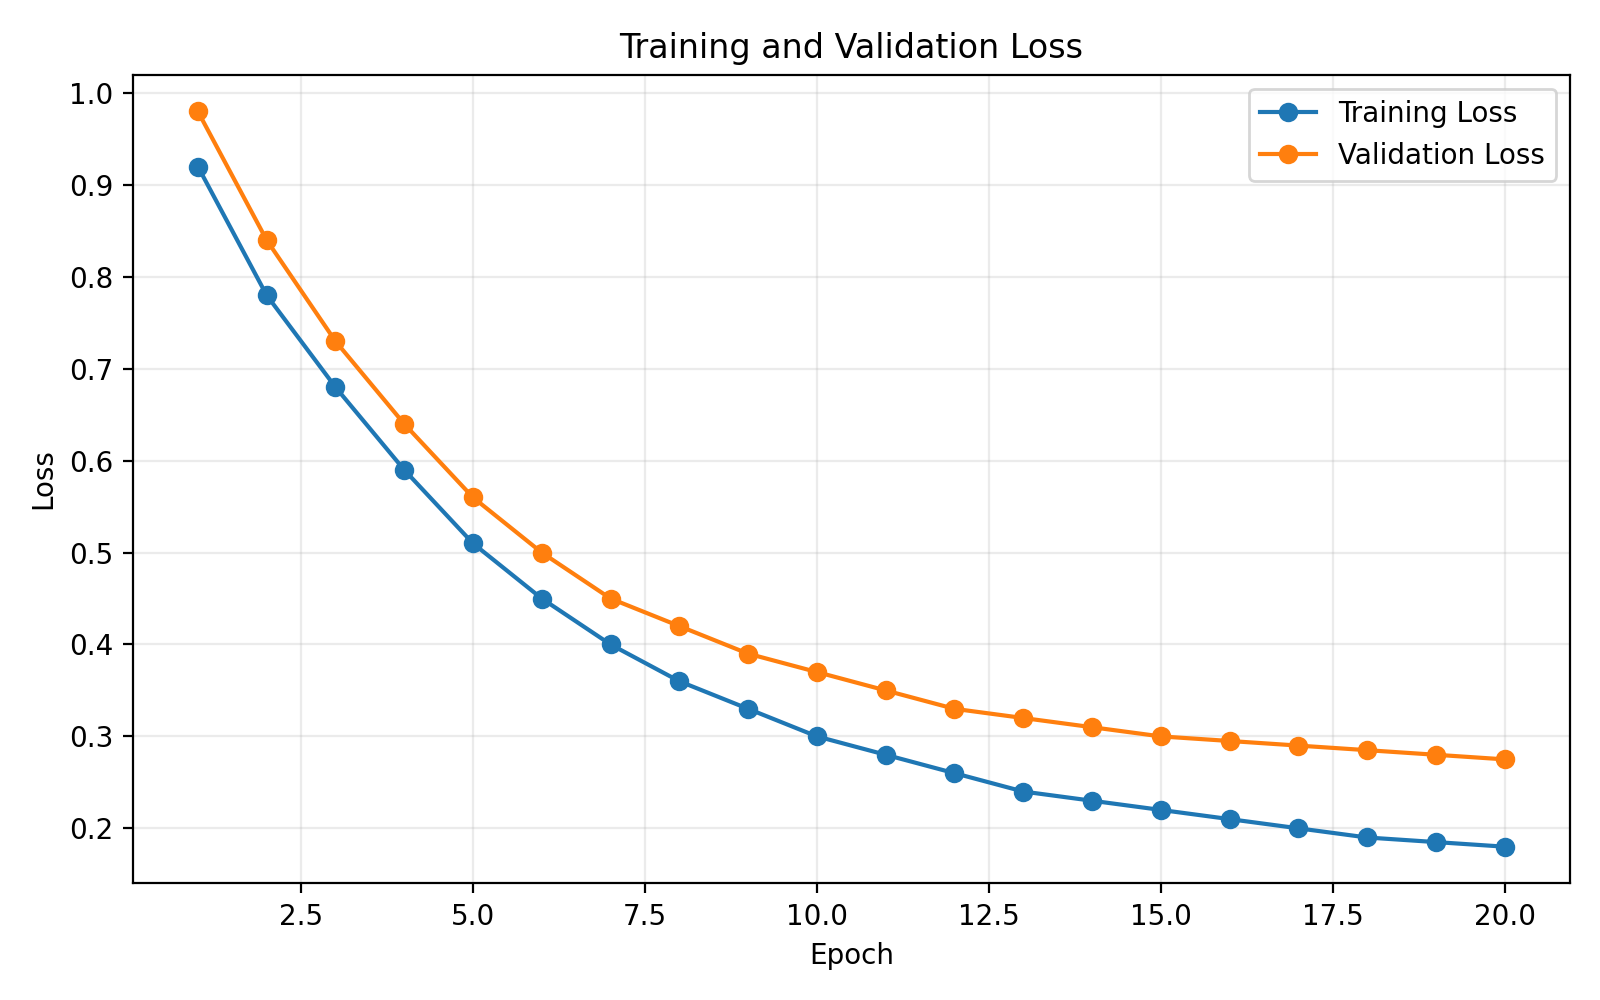 Training and Validation Loss
Training Loss
Validation Loss
Loss
1.0
0.9
0.8
0.7
0.6
0.5
0.4
0.3
0.2
2.5 5.0 7.5 10.0 12.5 15.0 17.5 20.0
Epoch